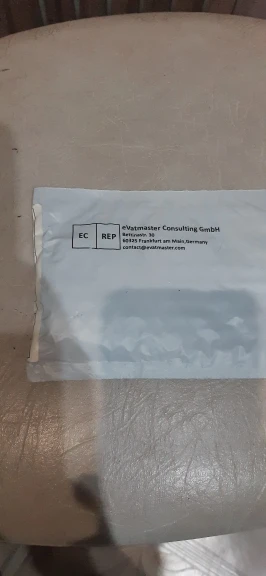 EC REP
eVatmaster Consulting GmbH
Bettinastr. 30
60325 Frankfurt am Main,Germany
contact@evatmaster.com